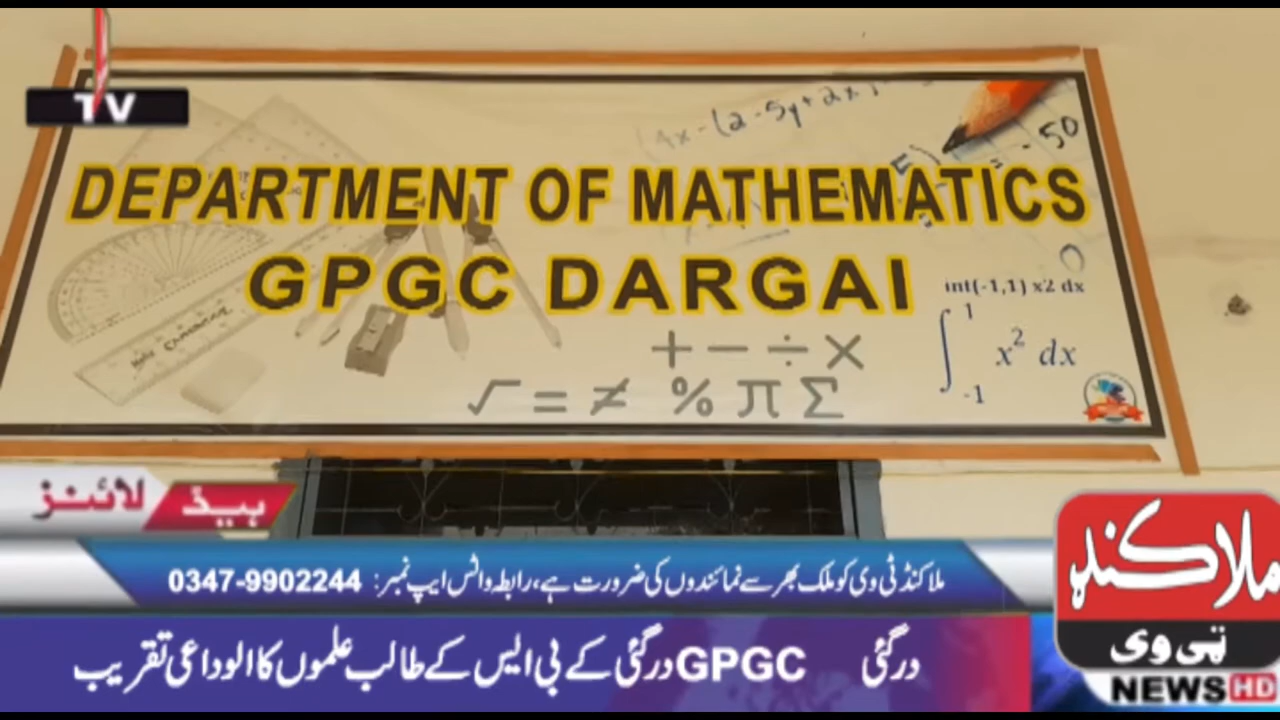 TV
DEPARTMENT OF MATHEMATICS
GPGC DARGAI
int(-1,1) x2 dx
∫₋₁¹ x² dx
+ − ÷ ×
√ = ≠ % π Σ
50
ہیڈ لائنز
ملاکنڈ ٹی وی کو ملک بھر سے نمائندوں کی ضرورت ہے، رابطہ واٹس ایپ نمبر: 0347-9902244
درگئی GPGC درگئی کے بی ایس کے طالب علموں کا الوداعی تقریب
ملاکنڈ
ٹی وی
NEWS HD